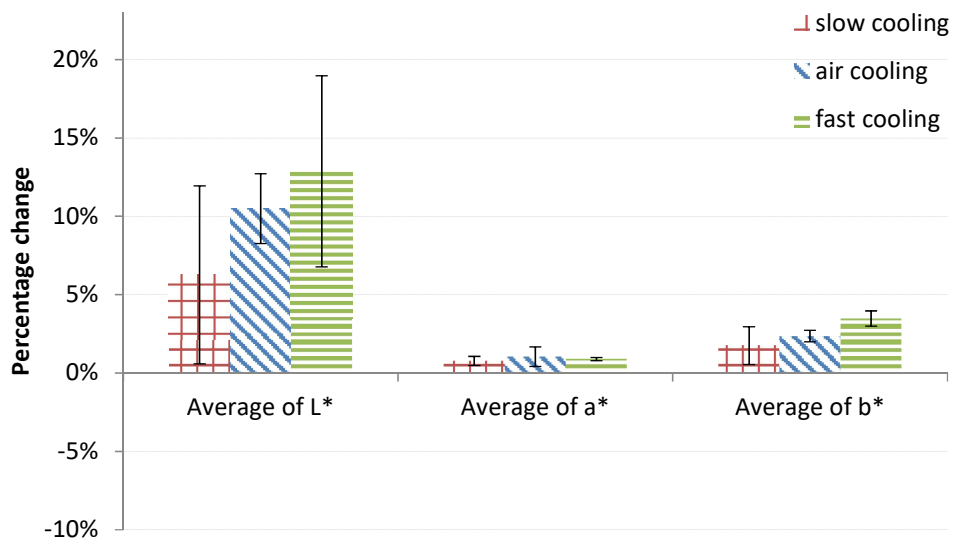 slow cooling
air cooling
fast cooling
Percentage change
20%
15%
10%
5%
0%
-5%
-10%
Average of L*
Average of a*
Average of b*